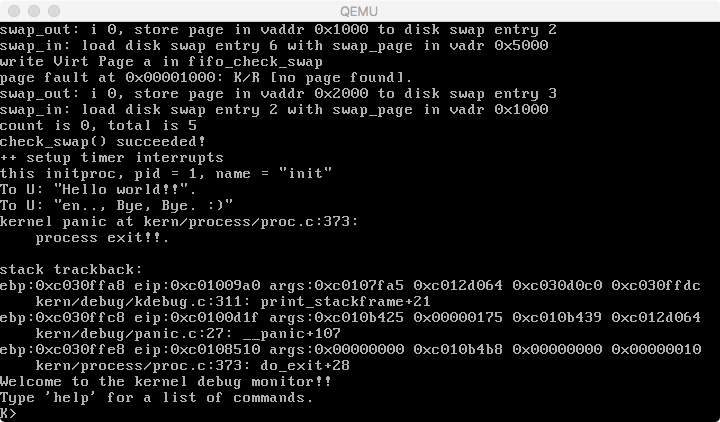 QEMU
swap_out: i 0, store page in vaddr 0x1000 to disk swap entry 2
swap_in: load disk swap entry 6 with swap_page in vadr 0x5000
write Virt Page a in fifo_check_swap
page fault at 0x00001000: K/R [no page found].
swap_out: i 0, store page in vaddr 0x2000 to disk swap entry 3
swap_in: load disk swap entry 2 with swap_page in vadr 0x1000
count is 0, total is 5
check_swap() succeeded!
++ setup timer interrupts
this initproc, pid = 1, name = "init"
To U: "Hello world!!".
To U: "en.., Bye, Bye. :)"
kernel panic at kern/process/proc.c:373:
    process exit!!.
stack trackback:
ebp:0xc030ffa8 eip:0xc01009a0 args:0xc0107fa5 0xc012d064 0xc030d0c0 0xc030ffdc
    kern/debug/kdebug.c:311: print_stackframe+21
ebp:0xc030ffc8 eip:0xc0100d1f args:0xc010b425 0x00000175 0xc010b439 0xc012d064
    kern/debug/panic.c:27: __panic+107
ebp:0xc030ffe8 eip:0xc0108510 args:0x00000000 0xc010b4b8 0x00000000 0x00000010
    kern/process/proc.c:373: do_exit+28
Welcome to the kernel debug monitor!!
Type 'help' for a list of commands.
K>